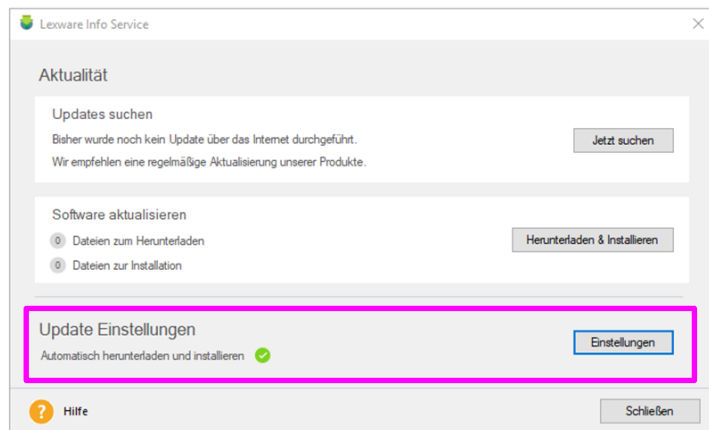 Lexware Info Service
Aktualität
Updates suchen
Bisher wurde noch kein Update über das Internet durchgeführt.
Jetzt suchen
Wir empfehlen eine regelmäßige Aktualisierung unserer Produkte.
Software aktualisieren
0 Dateien zum Herunterladen
Herunterladen & Installieren
0 Dateien zur Installation
Update Einstellungen
Einstellungen
Automatisch herunterladen und installieren
? Hilfe
Schließen